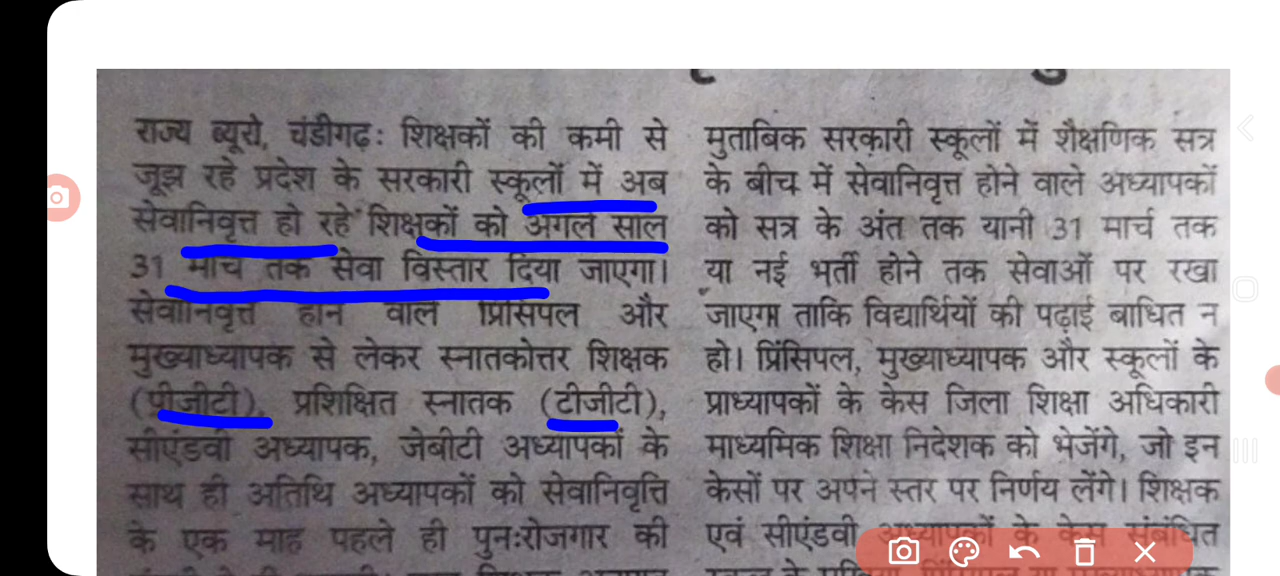 राज्य ब्यूरो, चंडीगढ़ः शिक्षकों की कमी से
जूझ रहे प्रदेश के सरकारी स्कूलों में अब
सेवानिवृत्त हो रहे शिक्षकों को अगले साल
31 मार्च तक सेवा विस्तार दिया जाएगा।
सेवानिवृत्त होने वाले प्रिंसिपल और
मुख्याध्यापक से लेकर स्नातकोत्तर शिक्षक
(पीजीटी), प्रशिक्षित स्नातक (टीजीटी),
सीएंडवी अध्यापक, जेबीटी अध्यापकों के
साथ ही अतिथि अध्यापकों को सेवानिवृत्ति
के एक माह पहले ही पुनःरोजगार की
मुताबिक सरकारी स्कूलों में शैक्षणिक सत्र
के बीच में सेवानिवृत्त होने वाले अध्यापकों
को सत्र के अंत तक यानी 31 मार्च तक
या नई भर्ती होने तक सेवाओं पर रखा
जाएगा ताकि विद्यार्थियों की पढ़ाई बाधित न
हो। प्रिंसिपल, मुख्याध्यापक और स्कूलों के
प्राध्यापकों के केस जिला शिक्षा अधिकारी
माध्यमिक शिक्षा निदेशक को भेजेंगे, जो इन
केसों पर अपने स्तर पर निर्णय लेंगे। शिक्षक
एवं सीएंडवी अध्यापकों के केस संबंधित